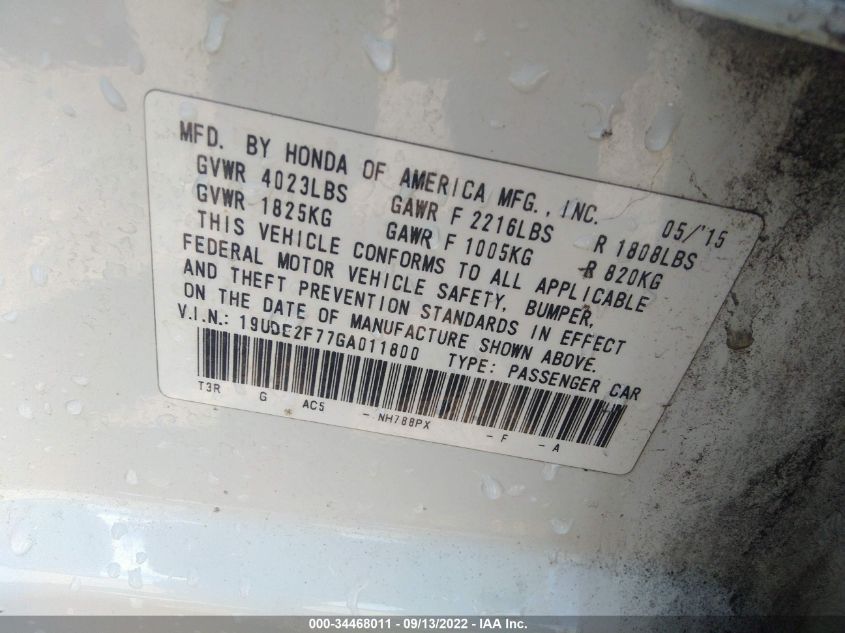 MFD. BY HONDA OF AMERICA MFG., INC. 05/'15
GVWR 4023LBS GAWR F 2216LBS R 1808LBS
GVWR 1825KG GAWR F 1005KG R 820KG
THIS VEHICLE CONFORMS TO ALL APPLICABLE
FEDERAL MOTOR VEHICLE SAFETY, BUMPER,
AND THEFT PREVENTION STANDARDS IN EFFECT
ON THE DATE OF MANUFACTURE SHOWN ABOVE.
V.I.N.: 19UDE2F77GA011800 TYPE: PASSENGER CAR
T3R G AC5 - NH788PX - F - A
000-34468011 - 09/13/2022 - IAA Inc.